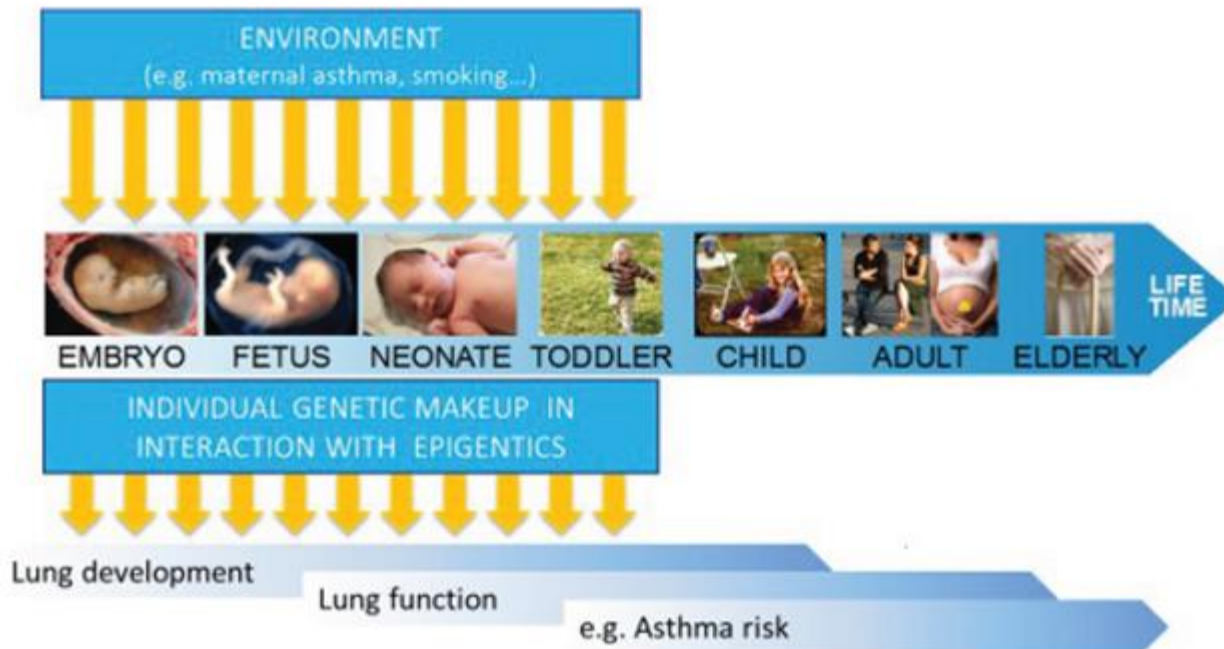 ENVIRONMENT
(e.g. maternal asthma, smoking...)
LIFE
TIME
EMBRYO FETUS NEONATE TODDLER CHILD ADULT ELDERLY
INDIVIDUAL GENETIC MAKEUP IN
INTERACTION WITH EPIGENTICS
Lung development
Lung function
e.g. Asthma risk